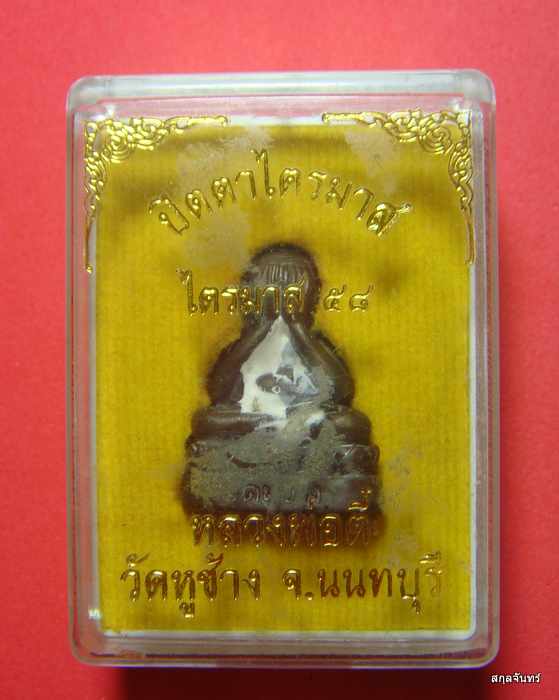 ปิดตาไตรมาส
ไตรมาส ๕๘
หลวงพ่อตี๋
วัดหูช้าง จ.นนทบุรี
สกุลจันทร์